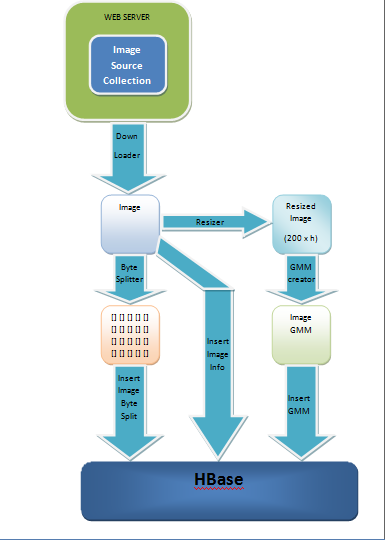 WEB SERVER
Image
Source
Collection
Down
Loader
Image
Resizer
Resized
Image
(200 x h)
Byte
Splitter
GMM
creator
Image
GMM
Insert
Image
Info
Insert
Image
Byte
Split
Insert
GMM
HBase